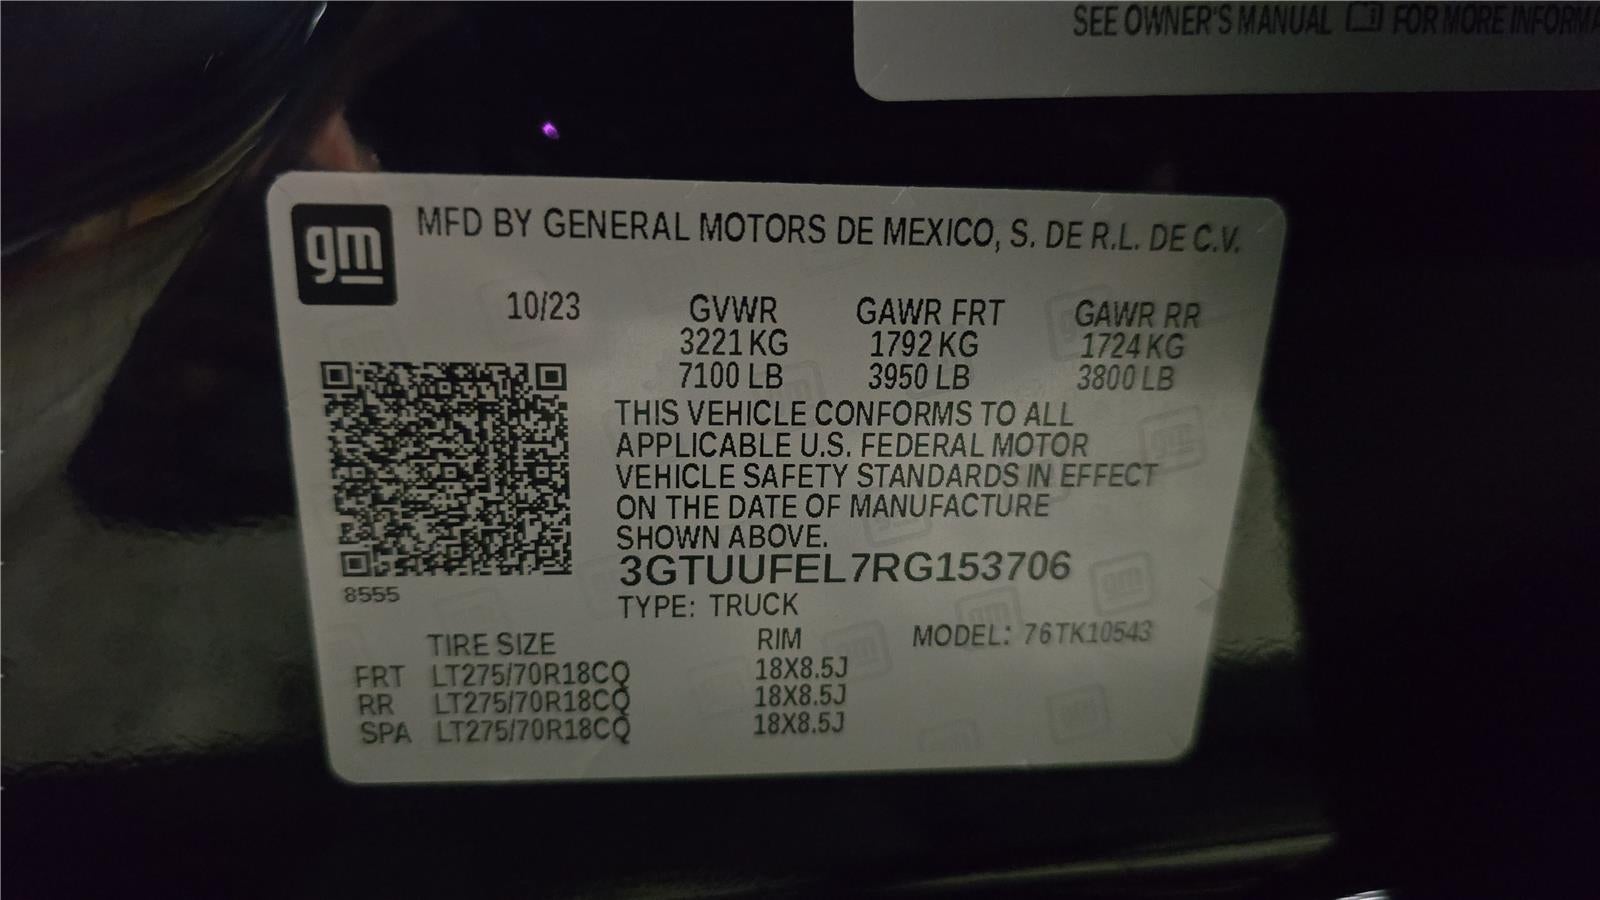 SEE OWNER'S MANUAL FOR MORE
gm
MFD BY GENERAL MOTORS DE MEXICO, S. DE R.L. DE C.V.
10/23 GVWR GAWR FRT GAWR RR
3221 KG 1792 KG 1724 KG
7100 LB 3950 LB 3800 LB
THIS VEHICLE CONFORMS TO ALL
APPLICABLE U.S. FEDERAL MOTOR
VEHICLE SAFETY STANDARDS IN EFFECT
ON THE DATE OF MANUFACTURE
SHOWN ABOVE.
8555
3GTUUFEL7RG153706
TYPE: TRUCK
TIRE SIZE RIM MODEL: 76TK10543
FRT LT275/70R18CQ 18X8.5J
RR LT275/70R18CQ 18X8.5J
SPA LT275/70R18CQ 18X8.5J